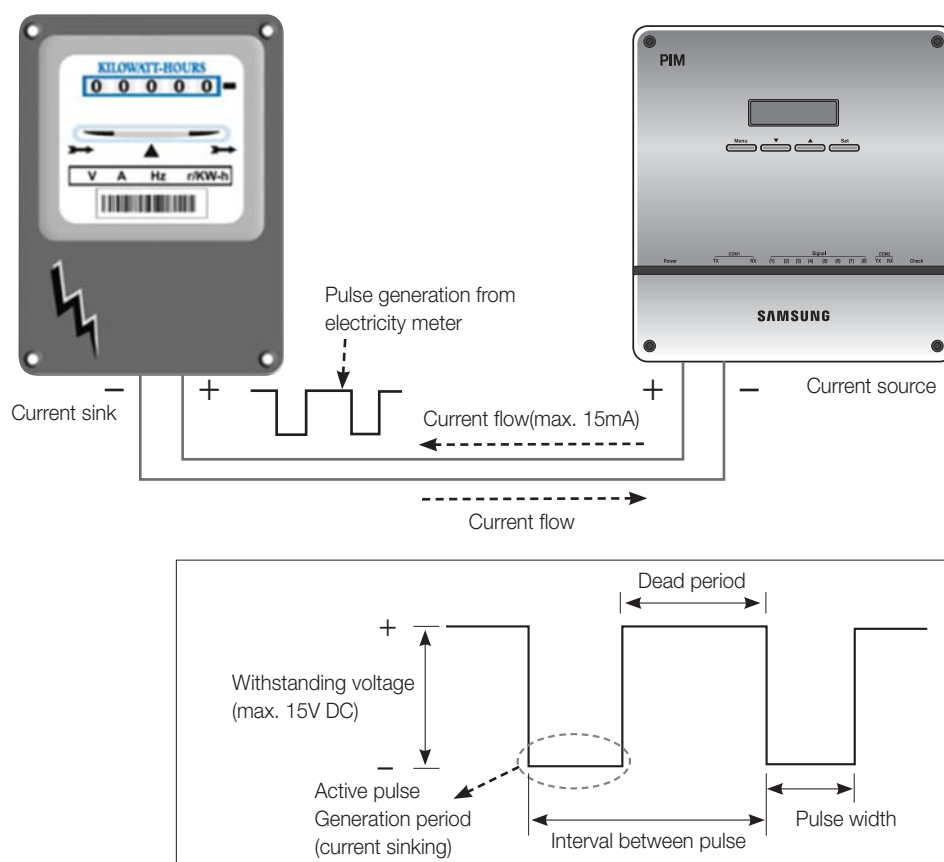 KILOWATT-HOURS
0 0 0 0 0
V A Hz r/KW-h
PIM
Menu ▼ ▲ Set
COM1 Signal COM2
Power TX RX (1) (2) (3) (4) (5) (6) (7) (8) TX RX Check
SAMSUNG
Pulse generation from
electricity meter
− + + −
Current sink
Current source
Current flow(max. 15mA)
Current flow
Dead period
+
Withstanding voltage
(max. 15V DC)
−
Active pulse
Generation period
(current sinking)
Interval between pulse
Pulse width